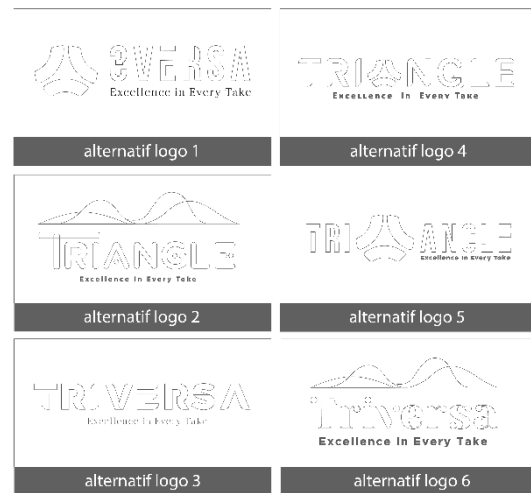 3VERSA
Excellence in Every Take
alternatif logo 1
TRIANGLE
Excellence in Every Take
alternatif logo 4
TRIANGLE
Excellence in Every Take
alternatif logo 2
TRI ANGLE
Excellence in Every Take
alternatif logo 5
TRIVERSA
Excellence in Every Take
alternatif logo 3
Triversa
Excellence in Every Take
alternatif logo 6